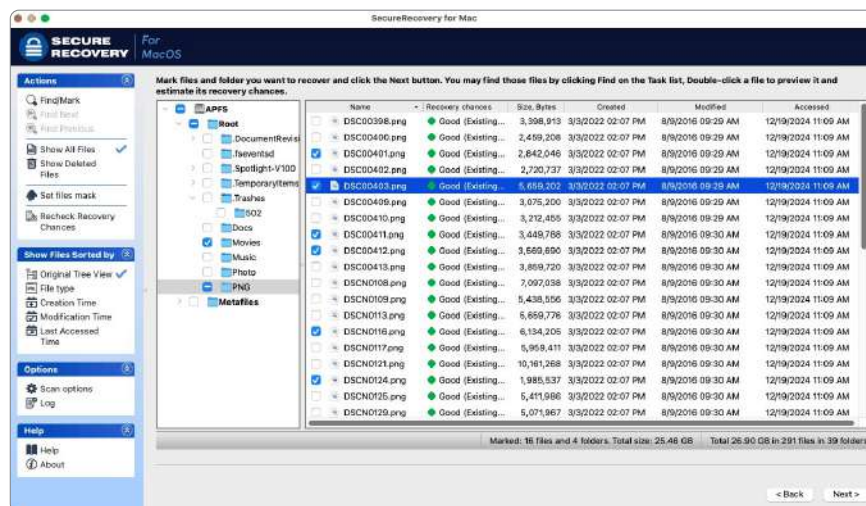 SecureRecovery for Mac
SECURE RECOVERY
For MacOS
Actions
Find/Mark
Find Next
Find Previous
Show All Files
Show Deleted
Files
Set files mask
Recheck Recovery
Chances
Show Files Sorted by
Original Tree View
File type
Creation Time
Modification Time
Last Accessed
Time
Options
Scan options
Log
Help
Help
About
Mark files and folder you want to recover and click the Next button. You may find those files by clicking Find on the Task list, Double-click a file to preview it and
estimate its recovery chances.
APFS
Root
.DocumentRevisi
.fseventsd
.Spotlight-V100
.TemporaryItems
.Trashes
502
Docs
Movies
Music
Photo
PNG
Metafiles
Name Recovery chances Size, Bytes Created Modified Accessed
DSC00398.png Good (Existing... 3,398,913 3/3/2022 02:07 PM 8/9/2016 09:29 AM 12/19/2024 11:09 AM
DSC00400.png Good (Existing... 2,459,206 3/3/2022 02:07 PM 8/9/2016 09:29 AM 12/19/2024 11:09 AM
DSC00401.png Good (Existing... 2,842,046 3/3/2022 02:07 PM 8/9/2016 09:29 AM 12/19/2024 11:09 AM
DSC00402.png Good (Existing... 2,720,737 3/3/2022 02:07 PM 8/9/2016 09:29 AM 12/19/2024 11:09 AM
DSC00403.png Good (Existing... 5,659,202 3/3/2022 02:07 PM 8/9/2016 09:29 AM 12/19/2024 11:09 AM
DSC00409.png Good (Existing... 3,075,200 3/3/2022 02:07 PM 8/9/2016 09:29 AM 12/19/2024 11:09 AM
DSC00410.png Good (Existing... 3,212,455 3/3/2022 02:07 PM 8/9/2016 09:29 AM 12/19/2024 11:09 AM
DSC00411.png Good (Existing... 3,449,788 3/3/2022 02:07 PM 8/9/2016 09:30 AM 12/19/2024 11:09 AM
DSC00412.png Good (Existing... 3,669,690 3/3/2022 02:07 PM 8/9/2016 09:30 AM 12/19/2024 11:09 AM
DSC00413.png Good (Existing... 3,859,720 3/3/2022 02:07 PM 8/9/2016 09:30 AM 12/19/2024 11:09 AM
DSCN0108.png Good (Existing... 7,097,038 3/3/2022 02:07 PM 8/9/2016 09:30 AM 12/19/2024 11:09 AM
DSCN0109.png Good (Existing... 5,438,556 3/3/2022 02:07 PM 8/9/2016 09:30 AM 12/19/2024 11:09 AM
DSCN0113.png Good (Existing... 5,659,776 3/3/2022 02:07 PM 8/9/2016 09:30 AM 12/19/2024 11:09 AM
DSCN0116.png Good (Existing... 6,134,205 3/3/2022 02:07 PM 8/9/2016 09:30 AM 12/19/2024 11:09 AM
DSCN0117.png Good (Existing... 5,959,411 3/3/2022 02:07 PM 8/9/2016 09:30 AM 12/19/2024 11:09 AM
DSCN0121.png Good (Existing... 10,161,268 3/3/2022 02:07 PM 8/9/2016 09:30 AM 12/19/2024 11:09 AM
DSCN0124.png Good (Existing... 1,985,537 3/3/2022 02:07 PM 8/9/2016 09:30 AM 12/19/2024 11:09 AM
DSCN0125.png Good (Existing... 5,411,986 3/3/2022 02:07 PM 8/9/2016 09:30 AM 12/19/2024 11:09 AM
DSCN0129.png Good (Existing... 5,071,967 3/3/2022 02:07 PM 8/9/2016 09:30 AM 12/19/2024 11:09 AM
Marked: 16 files and 4 folders. Total size: 25.46 GB Total 26.90 GB in 291 files in 39 folders
< Back Next >